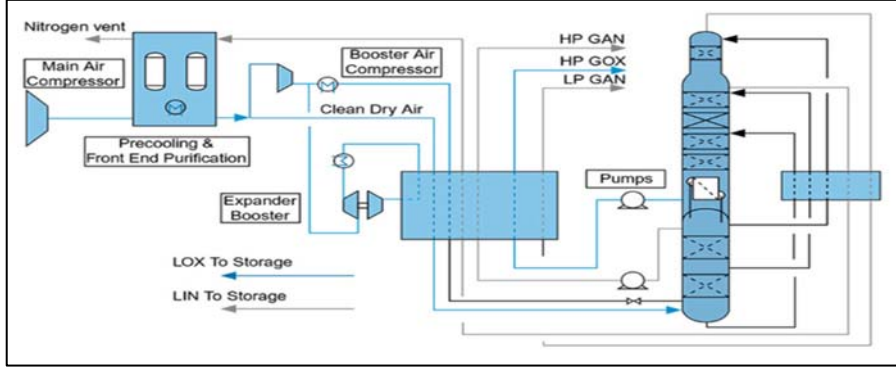 Nitrogen vent
Main Air
Compressor
Precooling &
Front End Purification
Booster Air
Compressor
Clean Dry Air
Expander
Booster
HP GAN
HP GOX
LP GAN
Pumps
LOX To Storage
LIN To Storage